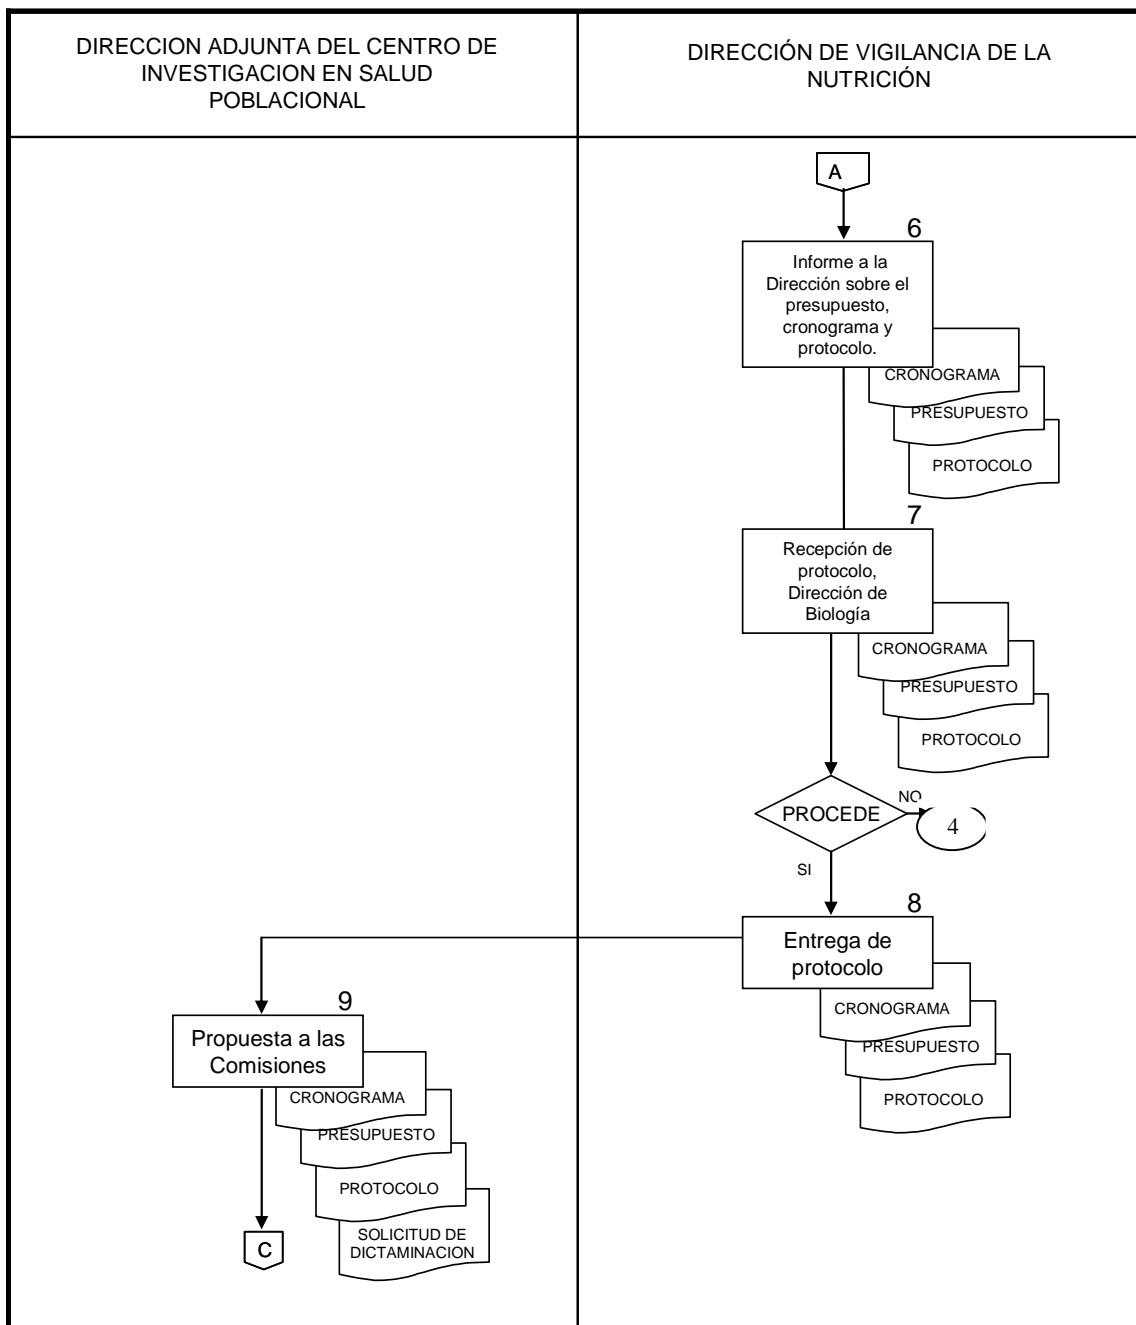 DIRECCION ADJUNTA DEL CENTRO DE
INVESTIGACION EN SALUD
POBLACIONAL
DIRECCIÓN DE VIGILANCIA DE LA
NUTRICIÓN
A
6
Informe a la
Dirección sobre el
presupuesto,
cronograma y
protocolo.
CRONOGRAMA
PRESUPUESTO
PROTOCOLO
7
Recepción de
protocolo,
Dirección de
Biología
CRONOGRAMA
PRESUPUESTO
PROTOCOLO
PROCEDE
NO
4
SI
8
Entrega de
protocolo
CRONOGRAMA
PRESUPUESTO
PROTOCOLO
9
Propuesta a las
Comisiones
CRONOGRAMA
PRESUPUESTO
PROTOCOLO
SOLICITUD DE
DICTAMINACION
C